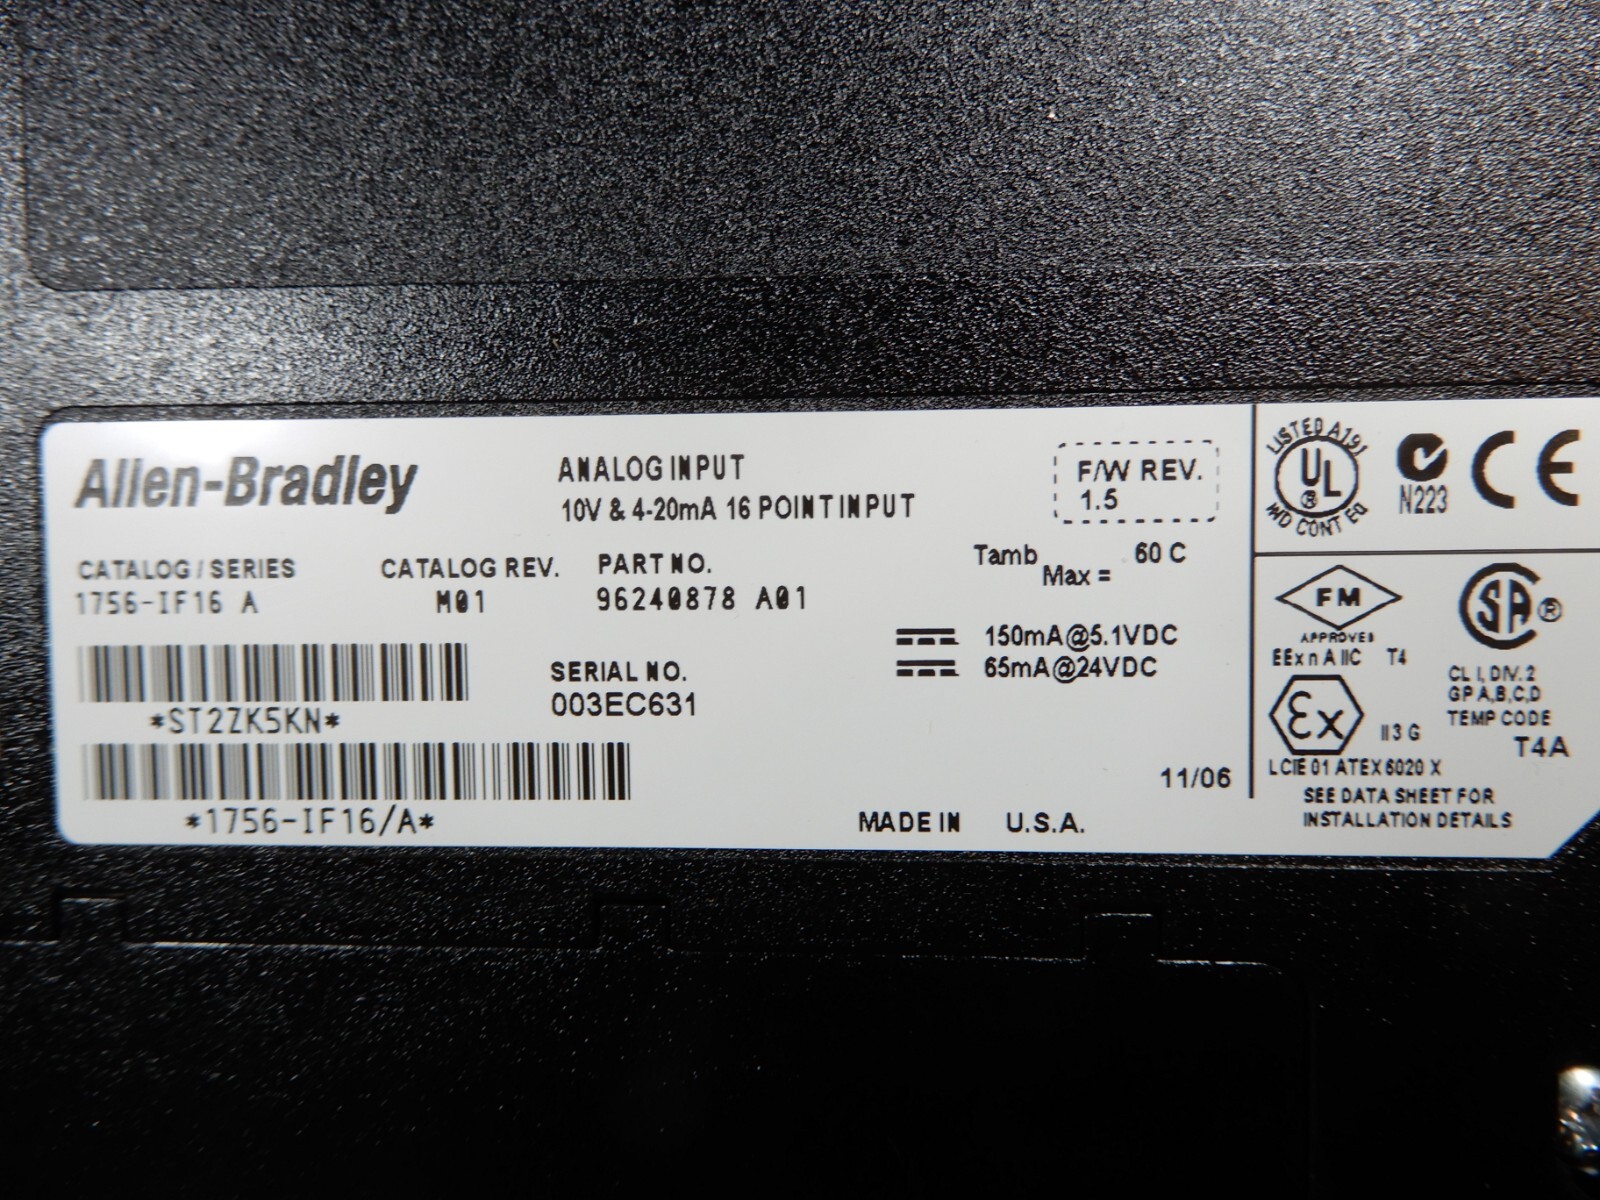 Allen-Bradley
ANALOG INPUT
10V & 4-20mA 16 POINT INPUT
F/W REV.
1.5
CATALOG / SERIES
1756-IF16 A
CATALOG REV.
M01
PART NO.
96240878 A01
Tamb Max = 60 C
150mA@5.1VDC
65mA@24VDC
*ST2ZK5KN*
SERIAL NO.
003EC631
*1756-IF16/A*
MADE IN U.S.A.
11/06
LISTED A191
UL
®
IND CONT EQ
N223
CE
FM
APPROVED
EEx n A IIC T4
Ex
II 3 G
LCIE 01 ATEX 6020 X
SA ®
CL I, DIV. 2
GP A,B,C,D
TEMP CODE
T4A
SEE DATA SHEET FOR
INSTALLATION DETAILS